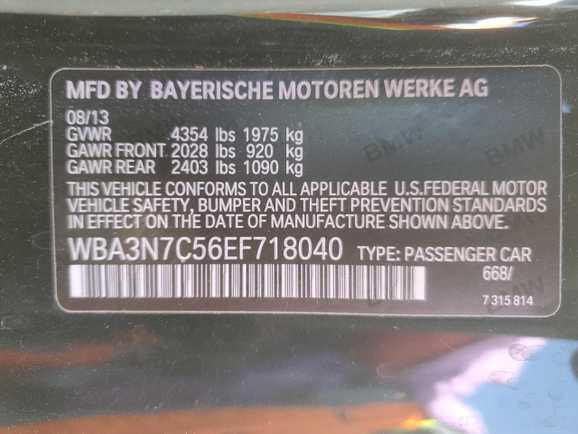 MFD BY BAYERISCHE MOTOREN WERKE AG
08/13
GVWR 4354 lbs 1975 kg
GAWR FRONT 2028 lbs 920 kg
GAWR REAR 2403 lbs 1090 kg
THIS VEHICLE CONFORMS TO ALL APPLICABLE U.S.FEDERAL MOTOR
VEHICLE SAFETY, BUMPER AND THEFT PREVENTION STANDARDS
IN EFFECT ON THE DATE OF MANUFACTURE SHOWN ABOVE.
WBA3N7C56EF718040 TYPE: PASSENGER CAR
668/
7 315 814
BMW
BMW
BMW